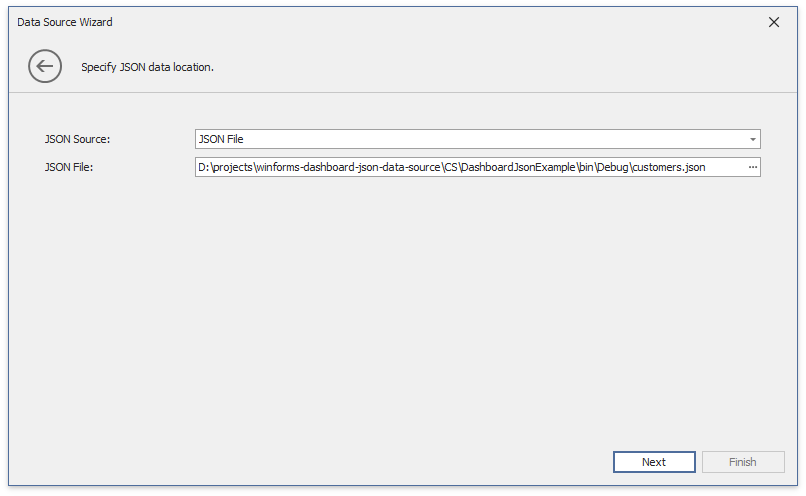 Data Source Wizard
Specify JSON data location.
JSON Source: JSON File
JSON File: D:\projects\winforms-dashboard-json-data-source\CS\DashboardJsonExample\bin\Debug\customers.json ...
Next Finish